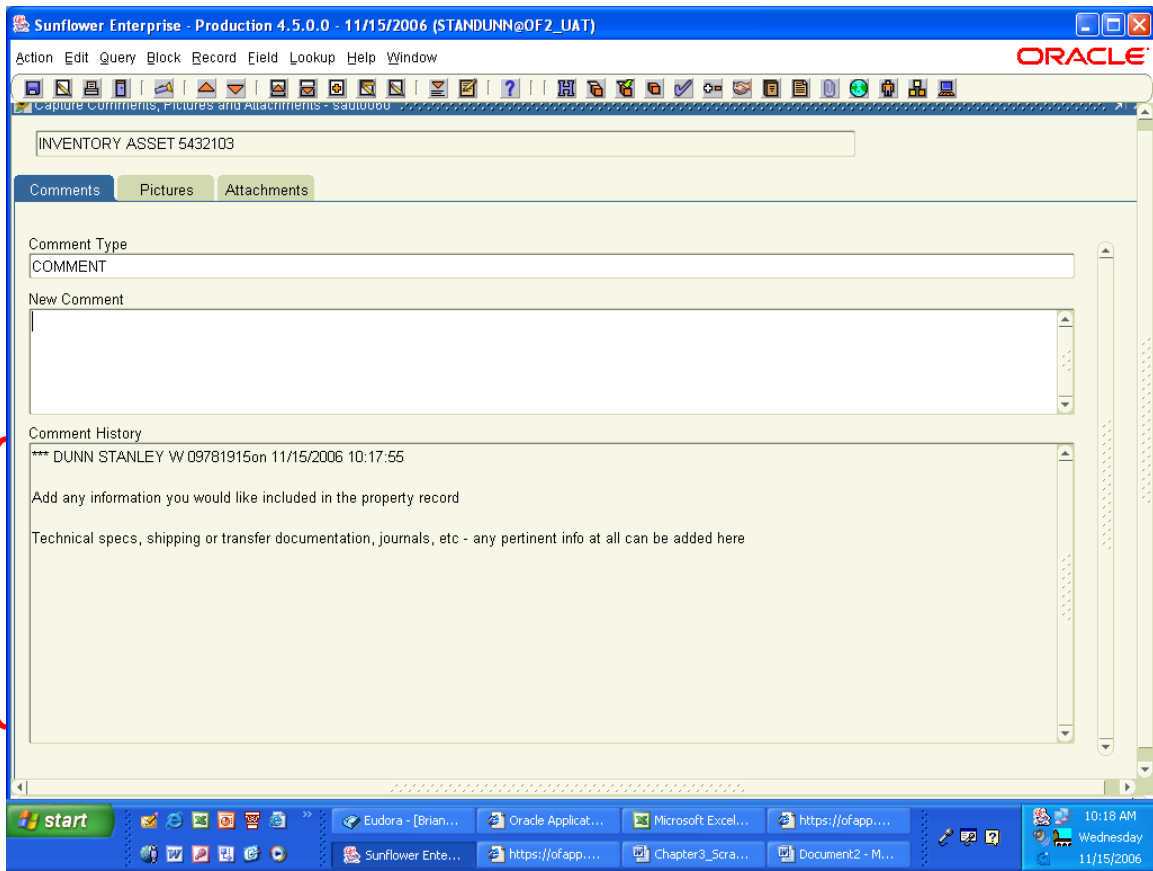 Sunflower Enterprise - Production 4.5.0.0 - 11/15/2006 (STANDUNN@OF2_UAT)
Action Edit Query Block Record Field Lookup Help Window
ORACLE
Capture Comments, Pictures and Attachments - saut0060
INVENTORY ASSET 5432103
Comments Pictures Attachments
Comment Type
COMMENT
New Comment
Comment History
*** DUNN STANLEY W 09781915on 11/15/2006 10:17:55
Add any information you would like included in the property record
Technical specs, shipping or transfer documentation, journals, etc - any pertinent info at all can be added here
start
Eudora - [Brian... Oracle Applicat... Microsoft Excel... https://ofapp....
10:18 AM
Sunflower Ente... https://ofapp.... Chapter3_Scra... Document2 - M...
Wednesday
11/15/2006